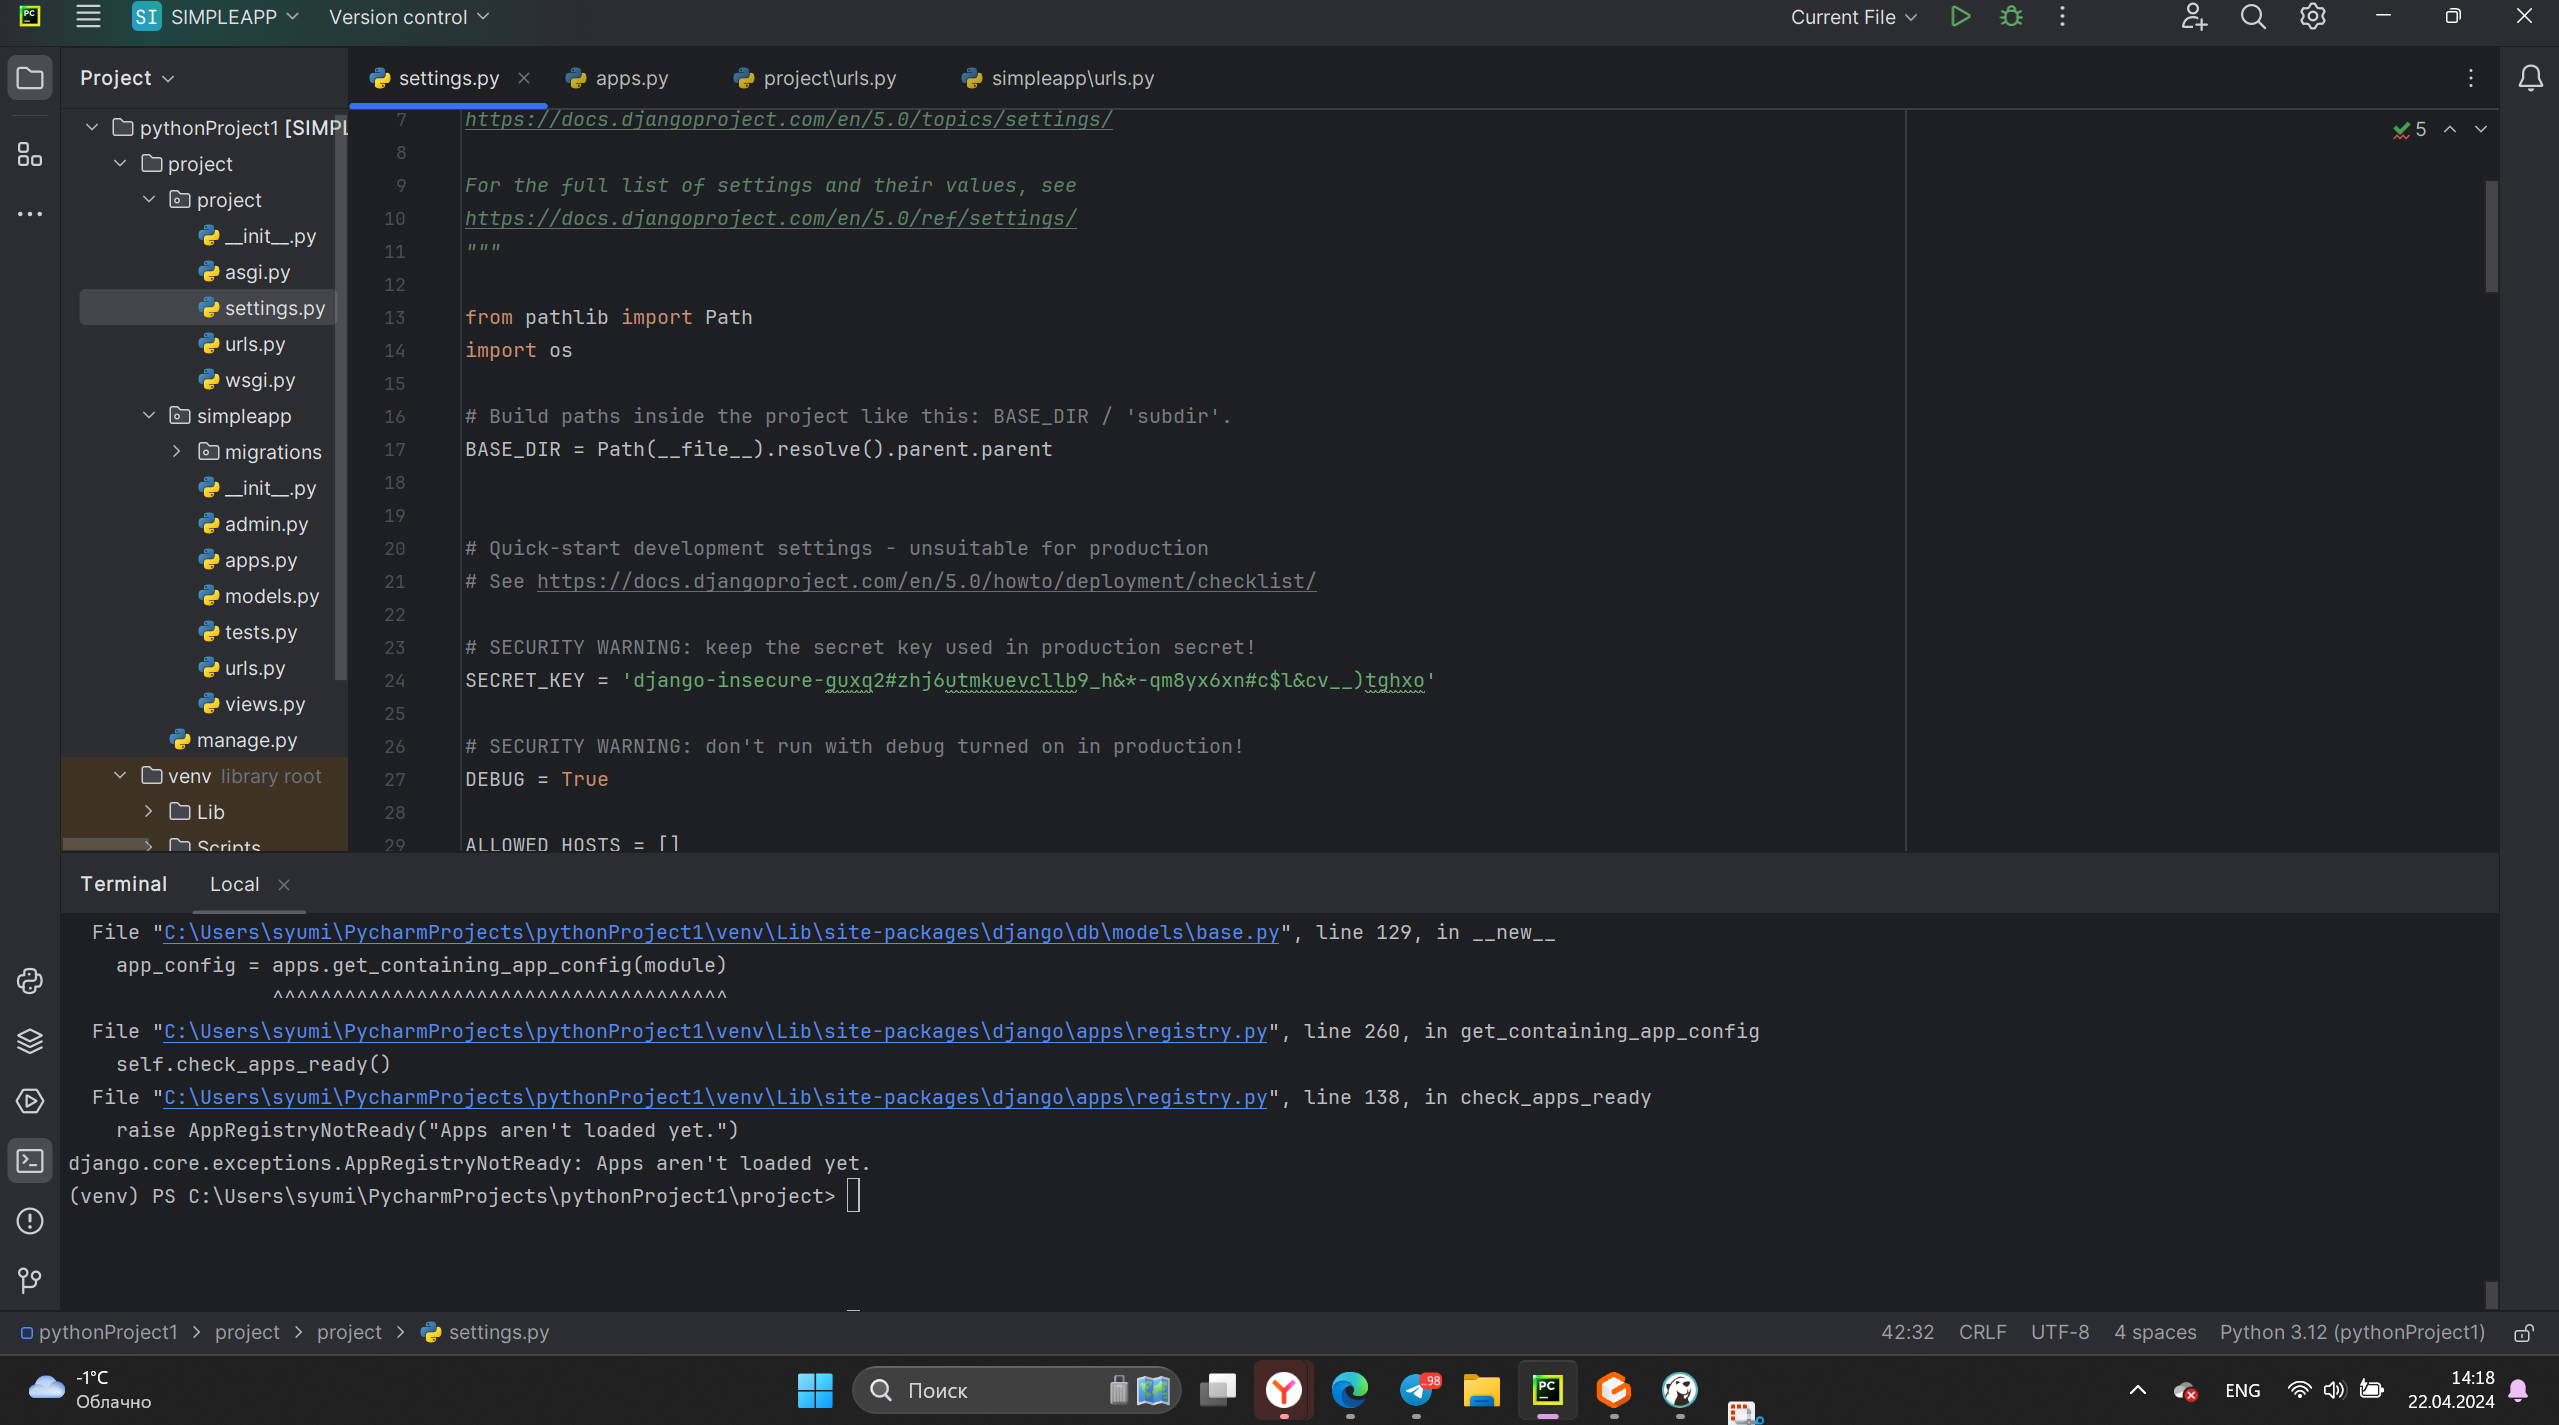 PC
SI SIMPLEAPP Version control Current File
Project
settings.py apps.py project\urls.py simpleapp\urls.py
pythonProject1 [SIMPL
project
project
__init__.py
asgi.py
settings.py
urls.py
wsgi.py
simpleapp
migrations
__init__.py
admin.py
apps.py
models.py
tests.py
urls.py
views.py
manage.py
venv library root
Lib
Scripts
5
7 https://docs.djangoproject.com/en/5.0/topics/settings/
8
9 For the full list of settings and their values, see
10 https://docs.djangoproject.com/en/5.0/ref/settings/
11 """
12
13 from pathlib import Path
14 import os
15
16 # Build paths inside the project like this: BASE_DIR / 'subdir'.
17 BASE_DIR = Path(__file__).resolve().parent.parent
18
19
20 # Quick-start development settings - unsuitable for production
21 # See https://docs.djangoproject.com/en/5.0/howto/deployment/checklist/
22
23 # SECURITY WARNING: keep the secret key used in production secret!
24 SECRET_KEY = 'django-insecure-guxq2#zhj6utmkuevcllb9_h&*-qm8yx6xn#c$l&cv__)tghxo'
25
26 # SECURITY WARNING: don't run with debug turned on in production!
27 DEBUG = True
28
29 ALLOWED_HOSTS = []
Terminal Local
File "C:\Users\syumi\PycharmProjects\pythonProject1\venv\Lib\site-packages\django\db\models\base.py", line 129, in __new__
app_config = apps.get_containing_app_config(module)
^^^^^^^^^^^^^^^^^^^^^^^^^^^^^^^^^^^^^^
File "C:\Users\syumi\PycharmProjects\pythonProject1\venv\Lib\site-packages\django\apps\registry.py", line 260, in get_containing_app_config
self.check_apps_ready()
File "C:\Users\syumi\PycharmProjects\pythonProject1\venv\Lib\site-packages\django\apps\registry.py", line 138, in check_apps_ready
raise AppRegistryNotReady("Apps aren't loaded yet.")
django.core.exceptions.AppRegistryNotReady: Apps aren't loaded yet.
(venv) PS C:\Users\syumi\PycharmProjects\pythonProject1\project>
pythonProject1 > project > project > settings.py 42:32 CRLF UTF-8 4 spaces Python 3.12 (pythonProject1)
-1°C
Облачно
Поиск
98
PC
ENG
14:18
22.04.2024